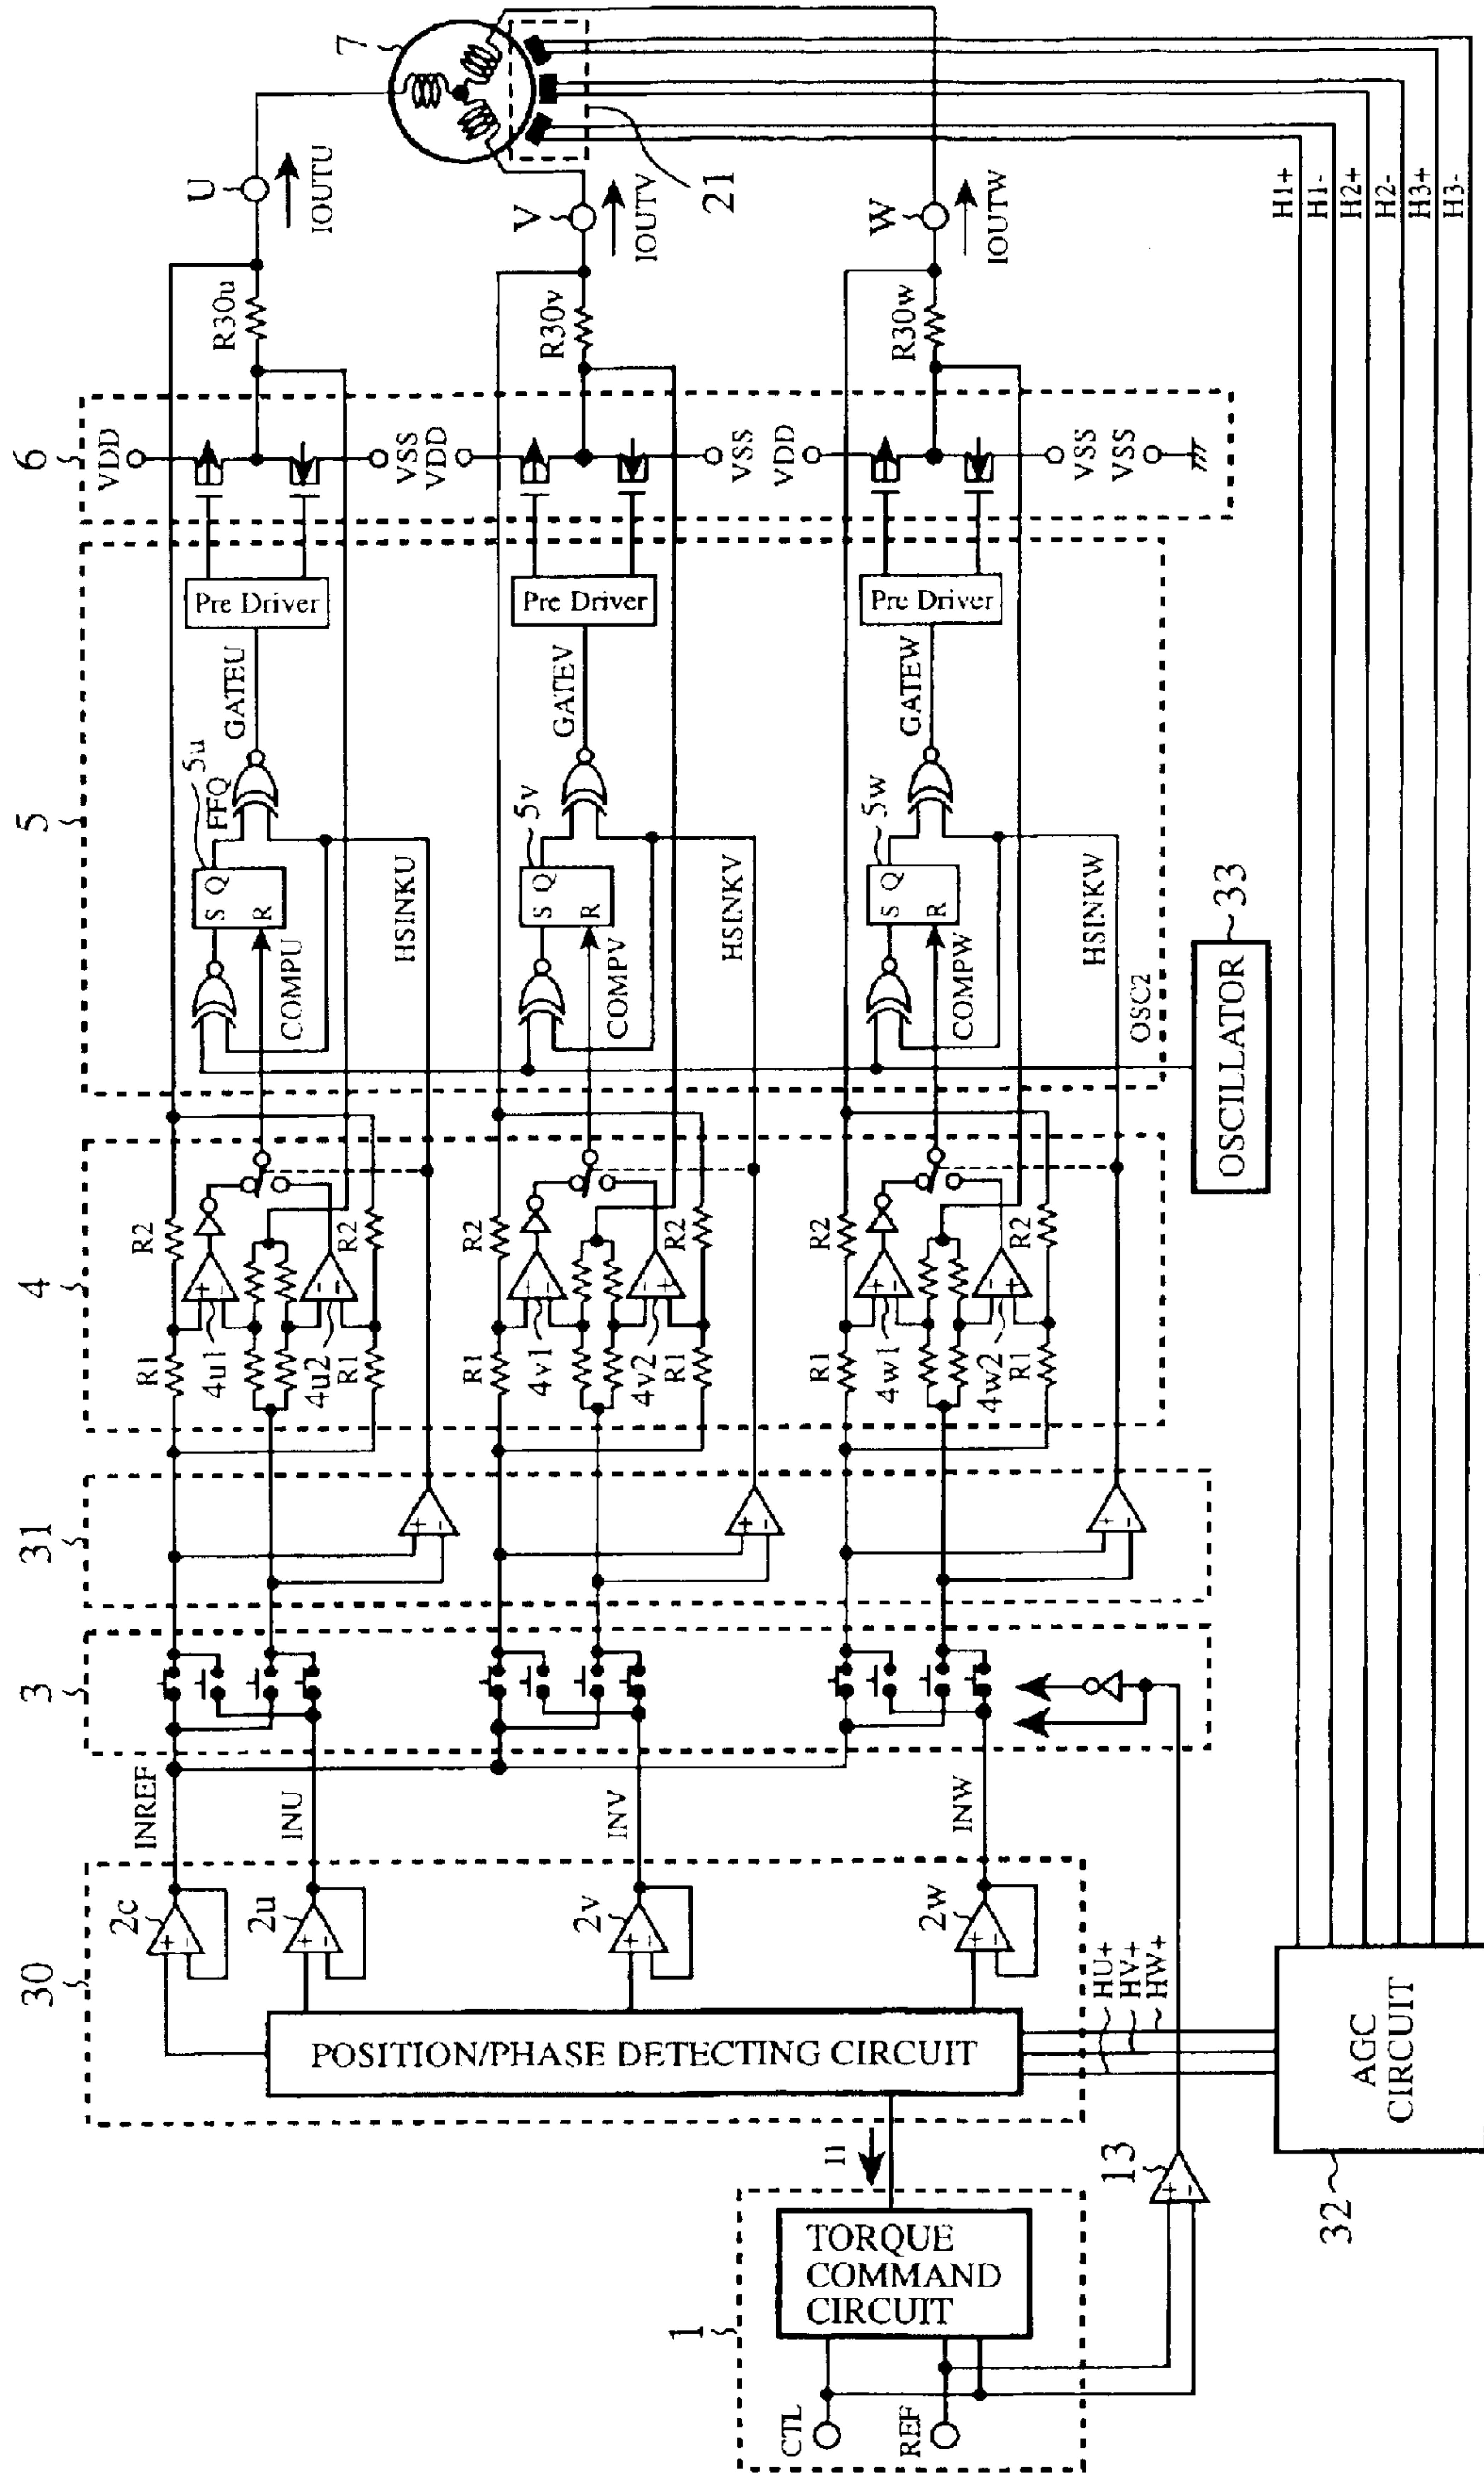 30
3
31
4
5
6
7
2c
INREF
R1
R2
4u1
4u2
R1
R2
COMPU
S Q
R
5u
FFQ
GATEU
Pre Driver
VDD
VSS
R30u
U
IOUTU
2u
INU
HSINKU
2v
INV
R1
R2
4v1
4v2
R1
R2
COMPV
S Q
R
5v
GATEV
Pre Driver
VDD
VSS
R30v
V
IOUTV
21
HSINKV
2w
INW
R1
R2
4w1
4w2
R1
R2
COMPW
S Q
R
5w
GATEW
Pre Driver
VDD
VSS
VSS
R30w
W
IOUTW
HSINKW
OSC2
OSCILLATOR
33
POSITION/PHASE DETECTING CIRCUIT
HU+
HV+
HW+
1
TORQUE
COMMAND
CIRCUIT
I1
CTL
REF
13
32
AGC
CIRCUIT
H1+
H1-
H2+
H2-
H3+
H3-